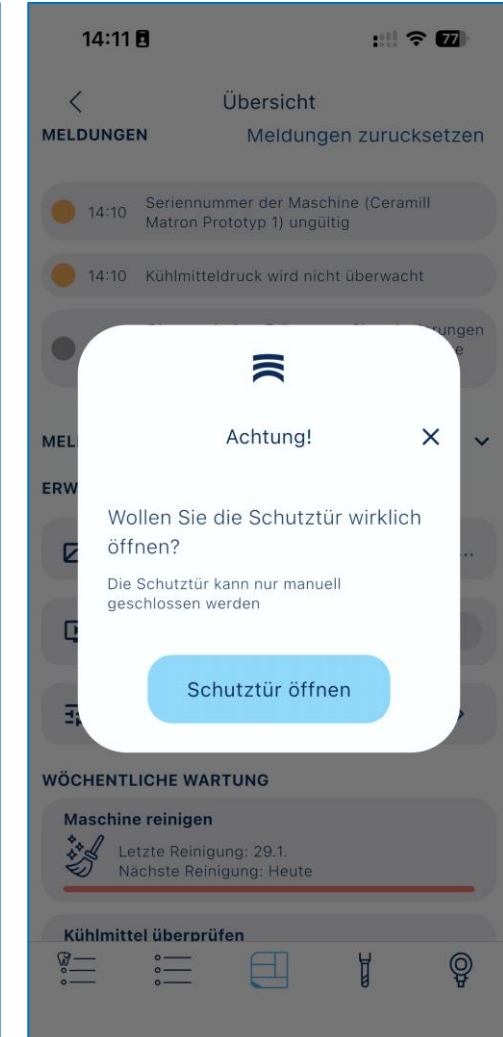 14:11
77
Übersicht
MELDUNGEN
Meldungen zurucksetzen
14:10
Seriennummer der Maschine (Ceramill
Matron Prototyp 1) ungültig
14:10 Kühlmitteldruck wird nicht überwacht
Achtung!
MEL
ERW
Wollen Sie die Schutztür wirklich
öffnen?
Die Schutztür kann nur manuell
geschlossen werden
Schutztür öffnen
WÖCHENTLICHE WARTUNG
Maschine reinigen
Letzte Reinigung: 29.1.
Nächste Reinigung: Heute
Kühlmittel überprüfen